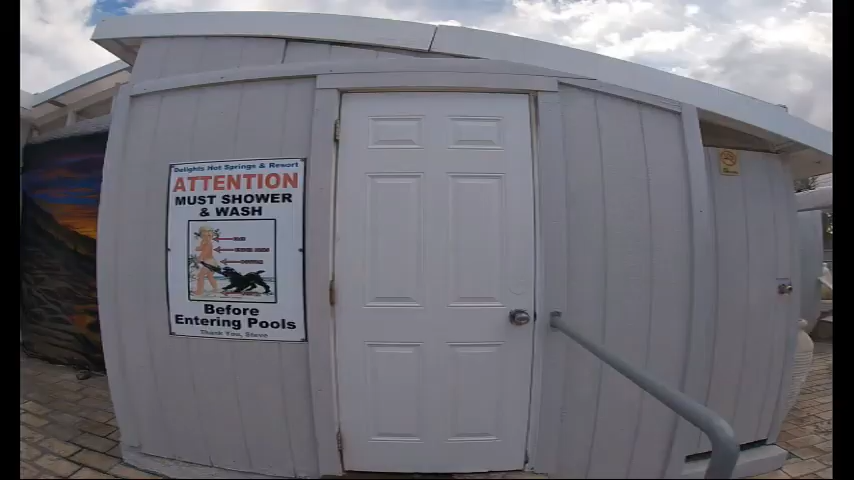 Delights Hot Springs & Resort
ATTENTION
MUST SHOWER
& WASH
Before
Entering Pools
Thank You, Steve